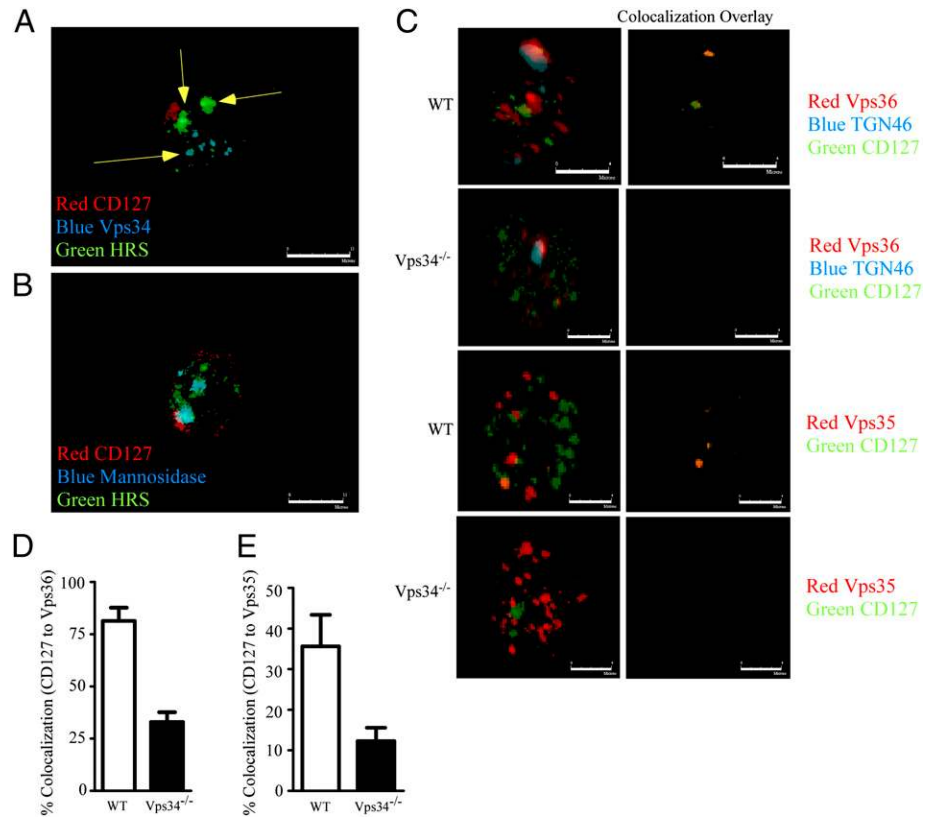 A
Red CD127
Blue Vps34
Green HRS
B
Red CD127
Blue Mannosidase
Green HRS
C
Colocalization Overlay
WT
Red Vps36
Blue TGN46
Green CD127
Vps34-/-
Red Vps36
Blue TGN46
Green CD127
WT
Red Vps35
Green CD127
Vps34-/-
Red Vps35
Green CD127
D
% Colocalization (CD127 to Vps36)
100
75
50
25
0
WT
Vps34-/-
E
% Colocalization (CD127 to Vps35)
50
40
30
20
10
0
WT
Vps34-/-